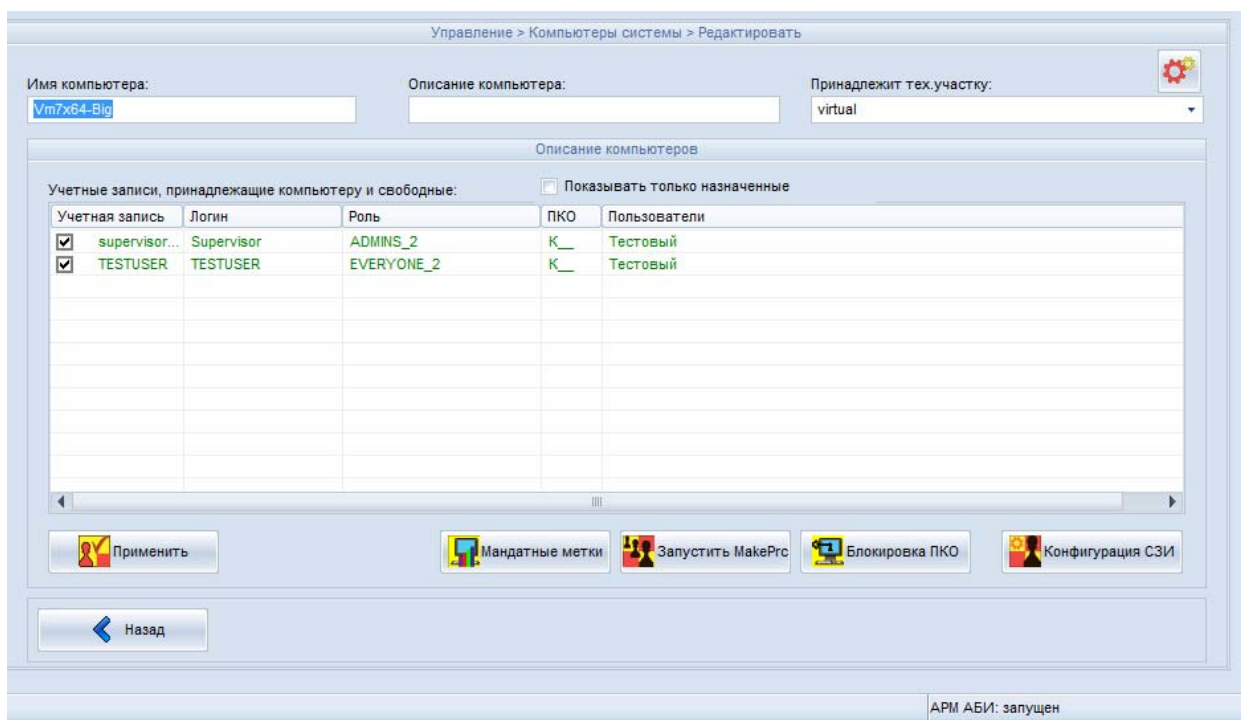 Управление > Компьютеры системы > Редактировать
Имя компьютера: Описание компьютера: Принадлежит тех.участку:
Vm7x64-Big virtual
Описание компьютеров
Учетные записи, принадлежащие компьютеру и свободные: Показывать только назначенные
Учетная запись Логин Роль ПКО Пользователи
supervisor... Supervisor ADMINS_2 K__ Тестовый
TESTUSER TESTUSER EVERYONE_2 K__ Тестовый
Применить Мандатные метки Запустить MakePrc Блокировка ПКО Конфигурация СЗИ
Назад
АРМ АБИ: запущен